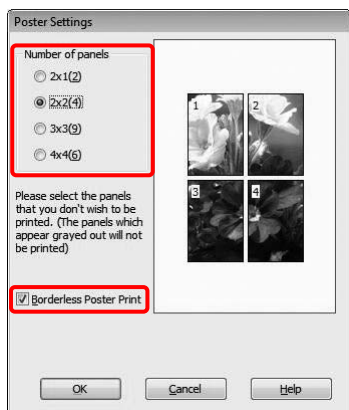 Poster Settings
Number of panels
2x1(2)
2x2(4)
3x3(9)
4x4(6)
1
2
3
4
Please select the panels
that you don't wish to be
printed. (The panels which
appear grayed out will not
be printed)
Borderless Poster Print
OK
Cancel
Help